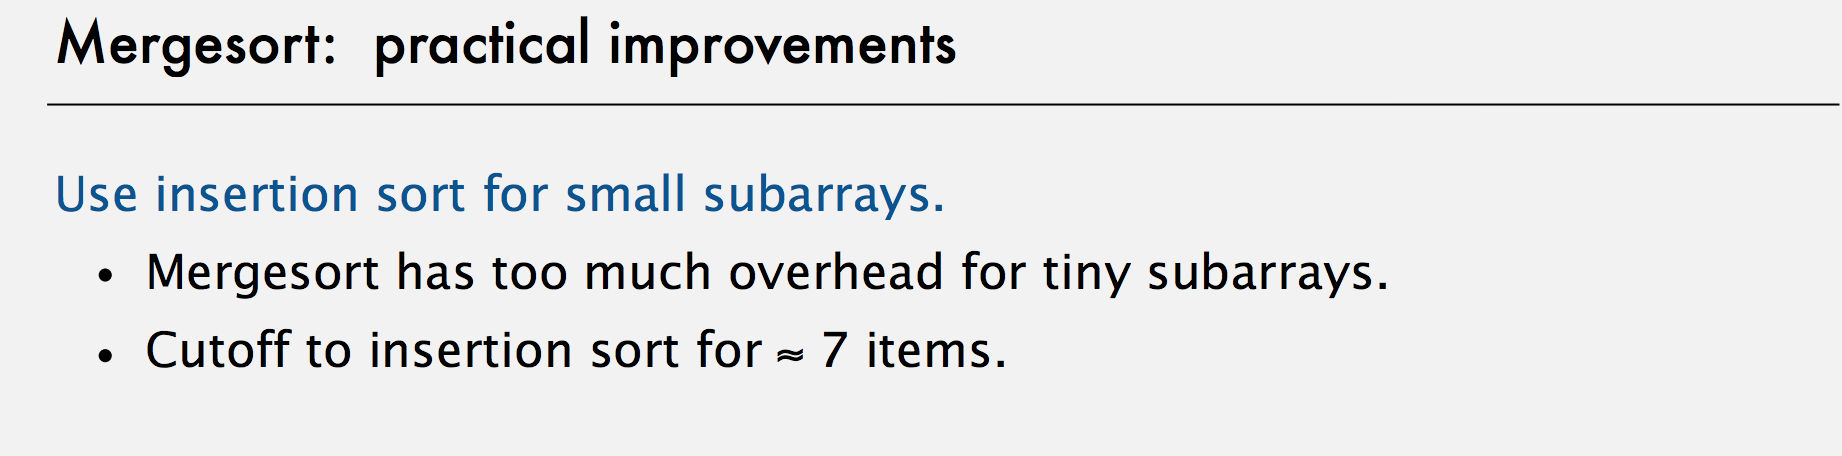 Mergesort: practical improvements
Use insertion sort for small subarrays.
• Mergesort has too much overhead for tiny subarrays.
• Cutoff to insertion sort for ≈ 7 items.